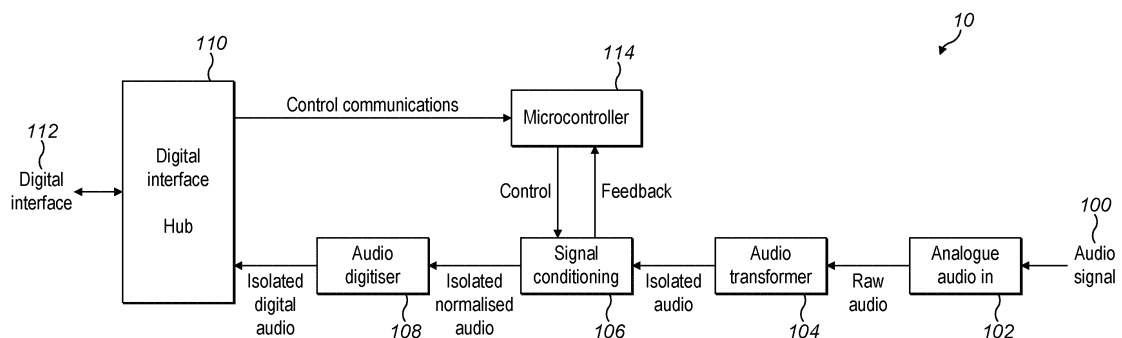 10
110
114
Control communications
Microcontroller
112
Digital
interface
Digital
interface
Hub
Control
Feedback
100
Audio
signal
Audio
digitiser
Signal
conditioning
Audio
transformer
Analogue
audio in
Isolated
digital
audio
Isolated
normalised audio
Isolated
audio
Raw
audio
108
106
104
102